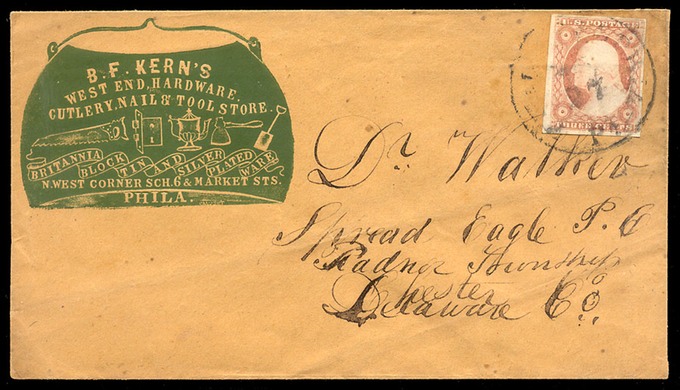 B. F. KERN'S
WEST END, HARDWARE,
CUTLERY, NAIL & TOOL STORE.
BRITANNIA BLOCK TIN AND SILVER PLATED WARE
N. WEST CORNER SCH. 6 & MARKET STS.
PHILA.
U.S. POSTAGE
THREE CENTS
Dr. Walker
Spread Eagle P.O
Radnor Township
Chester
Delaware Co.